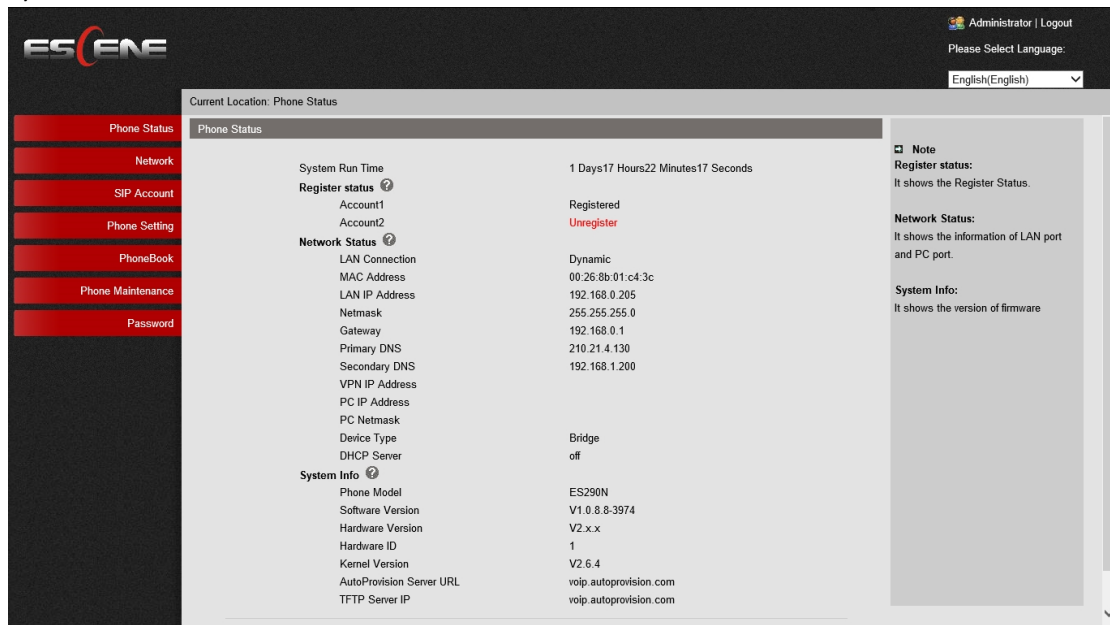 ESCENE
Administrator | Logout
Please Select Language:
English(English)
Current Location: Phone Status
Phone Status
Network
SIP Account
Phone Setting
PhoneBook
Phone Maintenance
Password
Phone Status
System Run Time 1 Days17 Hours22 Minutes17 Seconds
Register status ?
Account1 Registered
Account2 Unregister
Network Status ?
LAN Connection Dynamic
MAC Address 00:26:8b:01:c4:3c
LAN IP Address 192.168.0.205
Netmask 255.255.255.0
Gateway 192.168.0.1
Primary DNS 210.21.4.130
Secondary DNS 192.168.1.200
VPN IP Address
PC IP Address
PC Netmask
Device Type Bridge
DHCP Server off
System Info ?
Phone Model ES290N
Software Version V1.0.8.8-3974
Hardware Version V2.x.x
Hardware ID 1
Kernel Version V2.6.4
AutoProvision Server URL voip.autoprovision.com
TFTP Server IP voip.autoprovision.com
Note
Register status:
It shows the Register Status.
Network Status:
It shows the information of LAN port
and PC port.
System Info:
It shows the version of firmware